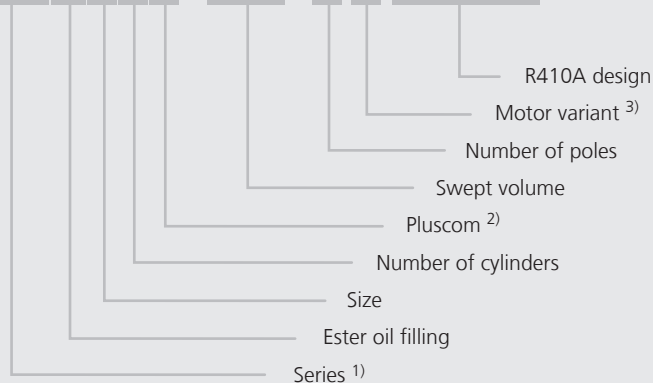 R410A design
Motor variant 3)
Number of poles
Swept volume
Pluscom 2)
Number of cylinders
Size
Ester oil filling
Series 1)